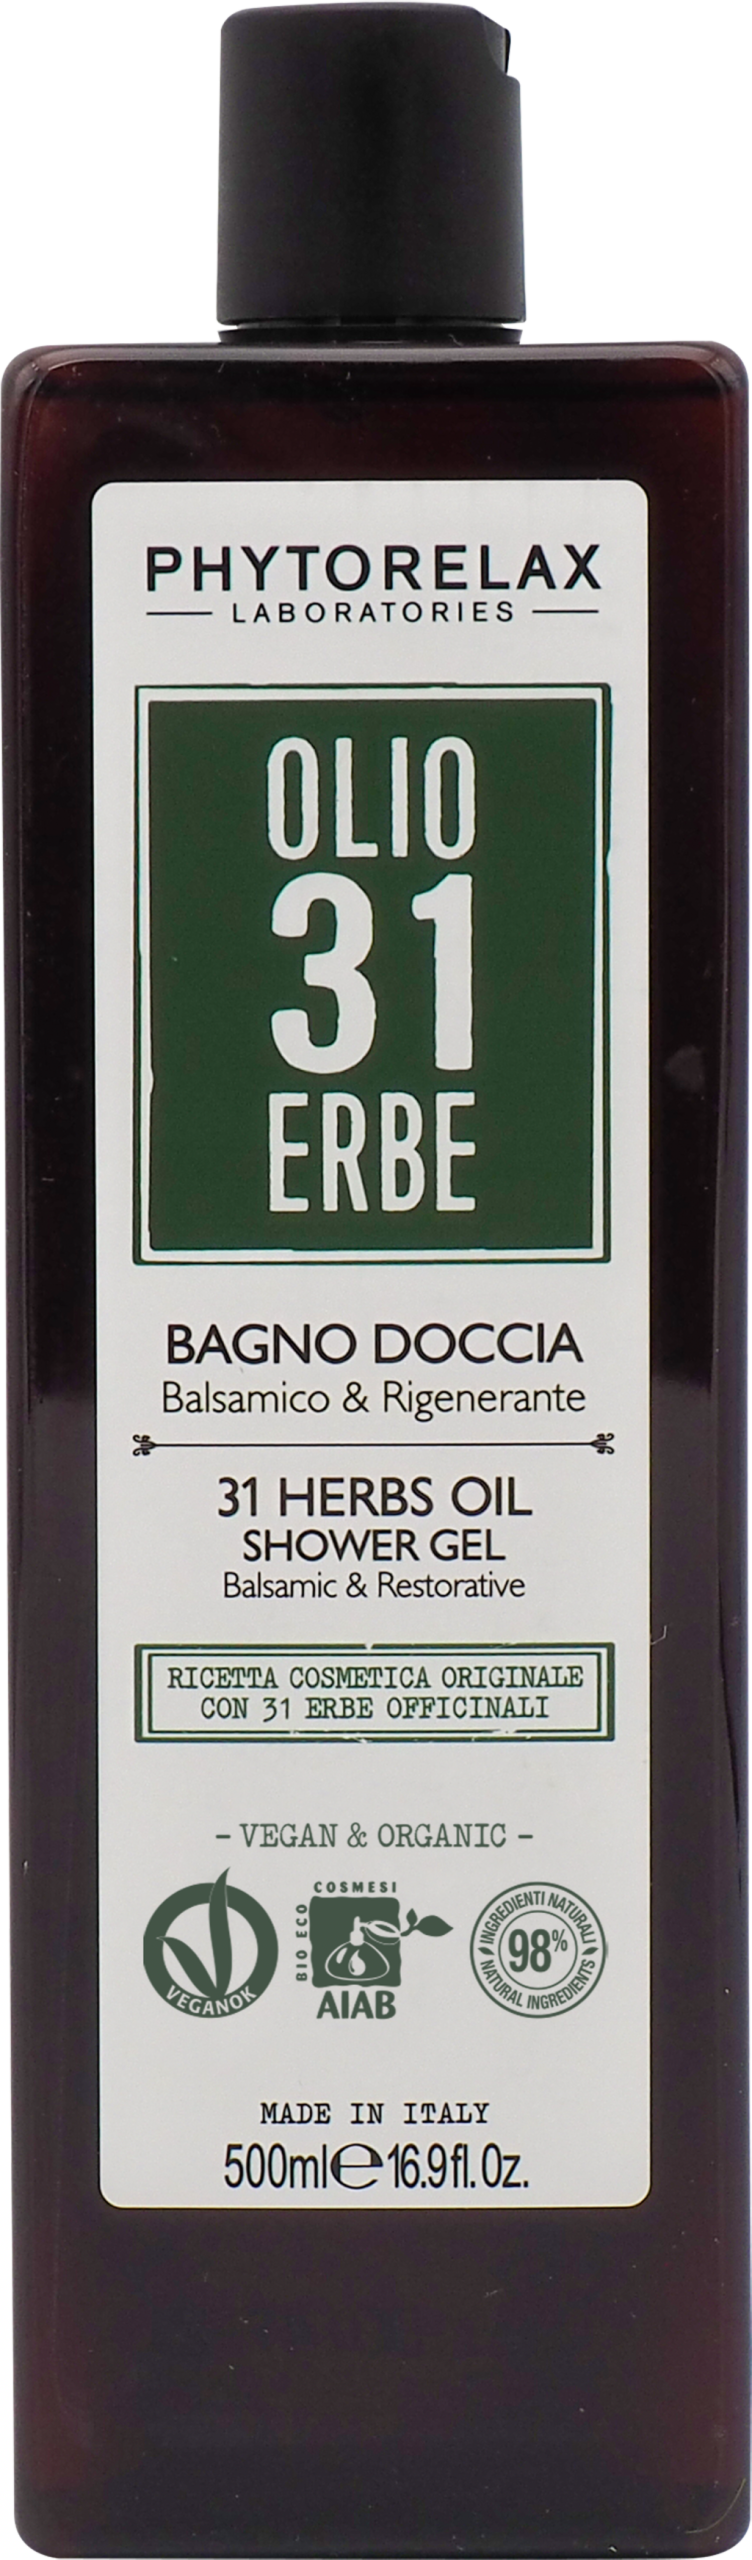 PHYTORELAX
LABORATORIES
OLIO
31
ERBE
BAGNO DOCCIA
Balsamico & Rigenerante
31 HERBS OIL
SHOWER GEL
Balsamic & Restorative
RICETTA COSMETICA ORIGINALE
CON 31 ERBE OFFICINALI
- VEGAN & ORGANIC -
VEGANOK
COSMESI
BIO ECO
AIAB
INGREDIENTI NATURALI
98%
NATURAL INGREDIENTS
MADE IN ITALY
500ml℮16.9fl.Oz.